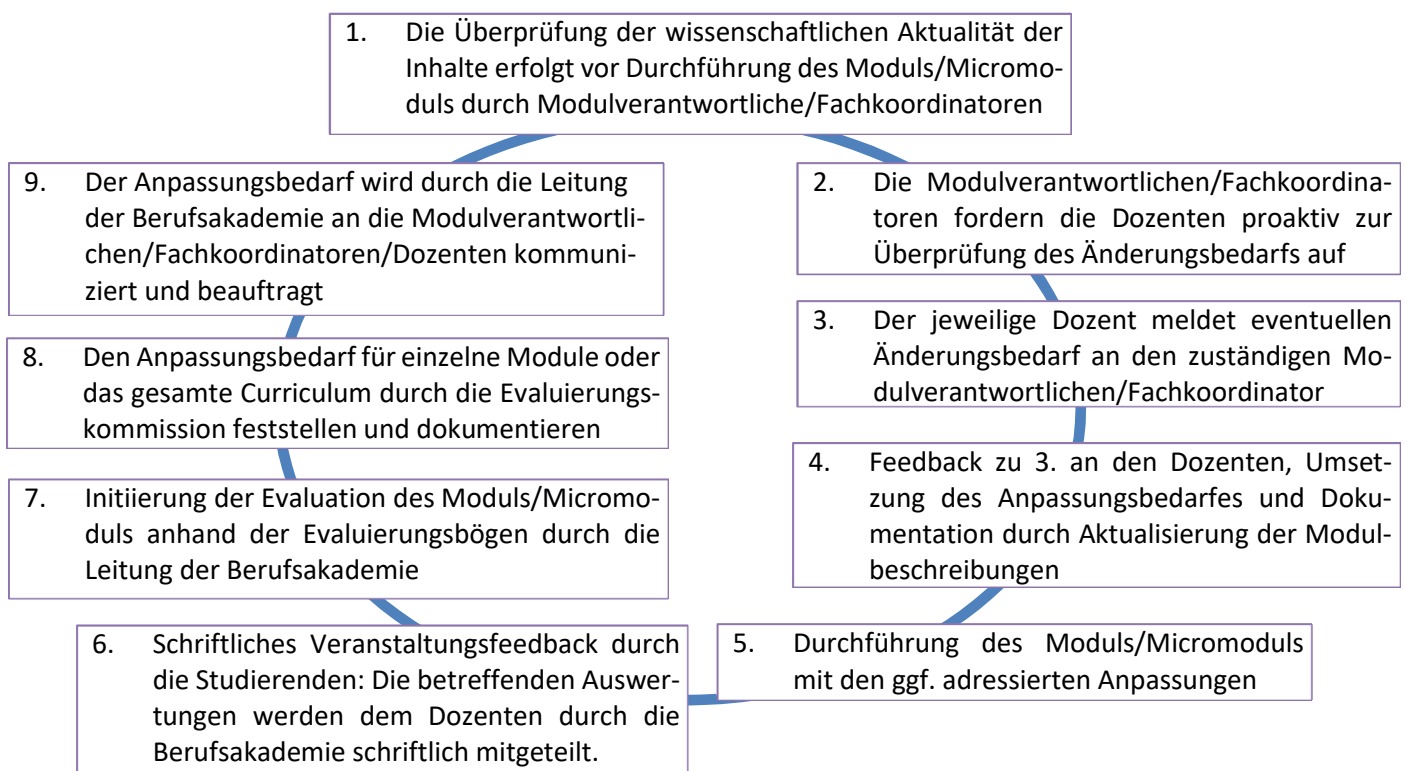 1. Die Überprüfung der wissenschaftlichen Aktualität der
Inhalte erfolgt vor Durchführung des Moduls/Micromo-
duls durch Modulverantwortliche/Fachkoordinatoren
2. Die Modulverantwortlichen/Fachkoordina-
toren fordern die Dozenten proaktiv zur
Überprüfung des Änderungsbedarfs auf
3. Der jeweilige Dozent meldet eventuellen
Änderungsbedarf an den zuständigen Mo-
dulverantwortlichen/Fachkoordinator
4. Feedback zu 3. an den Dozenten, Umset-
zung des Anpassungsbedarfes und Doku-
mentation durch Aktualisierung der Modul-
beschreibungen
5. Durchführung des Moduls/Micromoduls
mit den ggf. adressierten Anpassungen
6. Schriftliches Veranstaltungsfeedback durch
die Studierenden: Die betreffenden Auswer-
tungen werden dem Dozenten durch die
Berufsakademie schriftlich mitgeteilt.
7. Initiierung der Evaluation des Moduls/Micromo-
duls anhand der Evaluierungsbögen durch die
Leitung der Berufsakademie
8. Den Anpassungsbedarf für einzelne Module oder
das gesamte Curriculum durch die Evaluierungs-
kommission feststellen und dokumentieren
9. Der Anpassungsbedarf wird durch die Leitung
der Berufsakademie an die Modulverantwortli-
chen/Fachkoordinatoren/Dozenten kommuni-
ziert und beauftragt